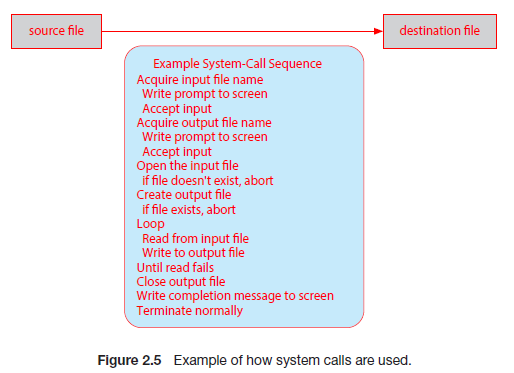 source file
destination file
Example System-Call Sequence
Acquire input file name
Write prompt to screen
Accept input
Acquire output file name
Write prompt to screen
Accept input
Open the input file
if file doesn't exist, abort
Create output file
if file exists, abort
Loop
Read from input file
Write to output file
Until read fails
Close output file
Write completion message to screen
Terminate normally
Figure 2.5 Example of how system calls are used.